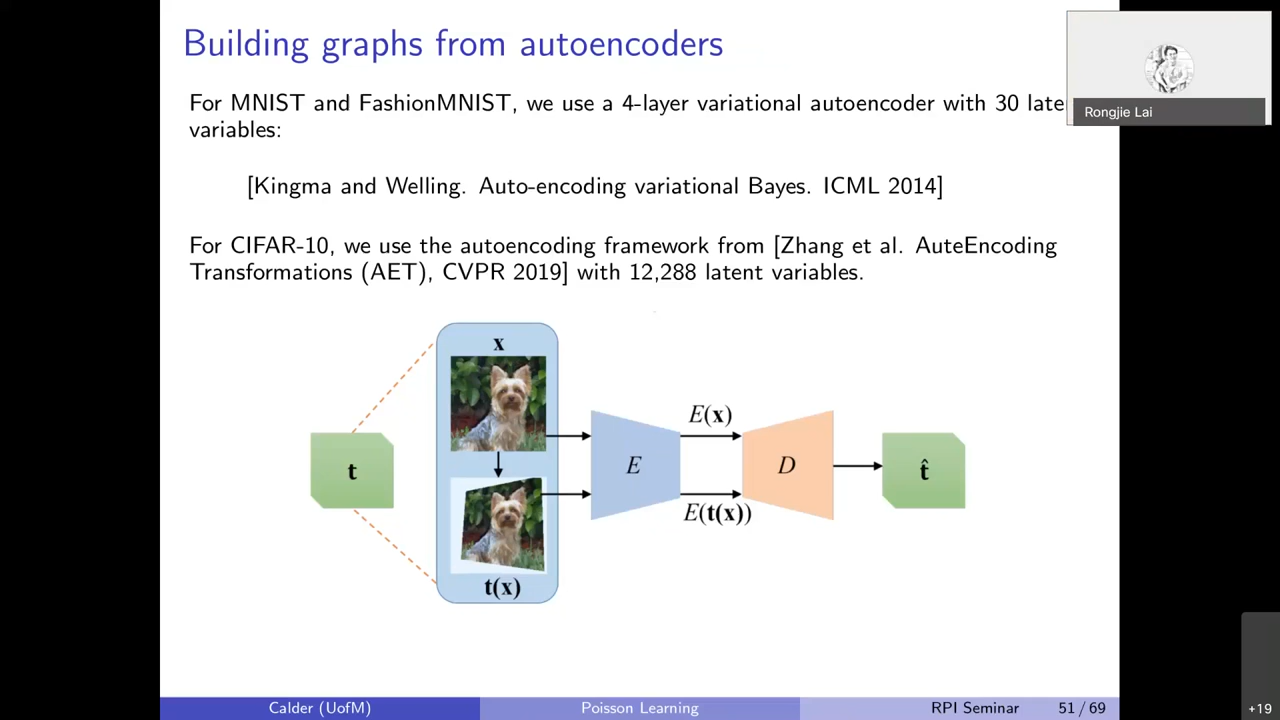 Building graphs from autoencoders
For MNIST and FashionMNIST, we use a 4-layer variational autoencoder with 30
variables:
[Kingma and Welling. Auto-encoding variational Bayes. ICML 2014]
For CIFAR-10, we use the autoencoding framework from [Zhang et al. AuteEncoding
Transformations (AET), CVPR 2019] with 12,288 latent variables.
x
t
t(x)
E
E(x)
E(t(x))
D
t̂
Calder (UofM)
Poisson Learning
RPI Seminar
51 / 69
Rongjie Lai
+19